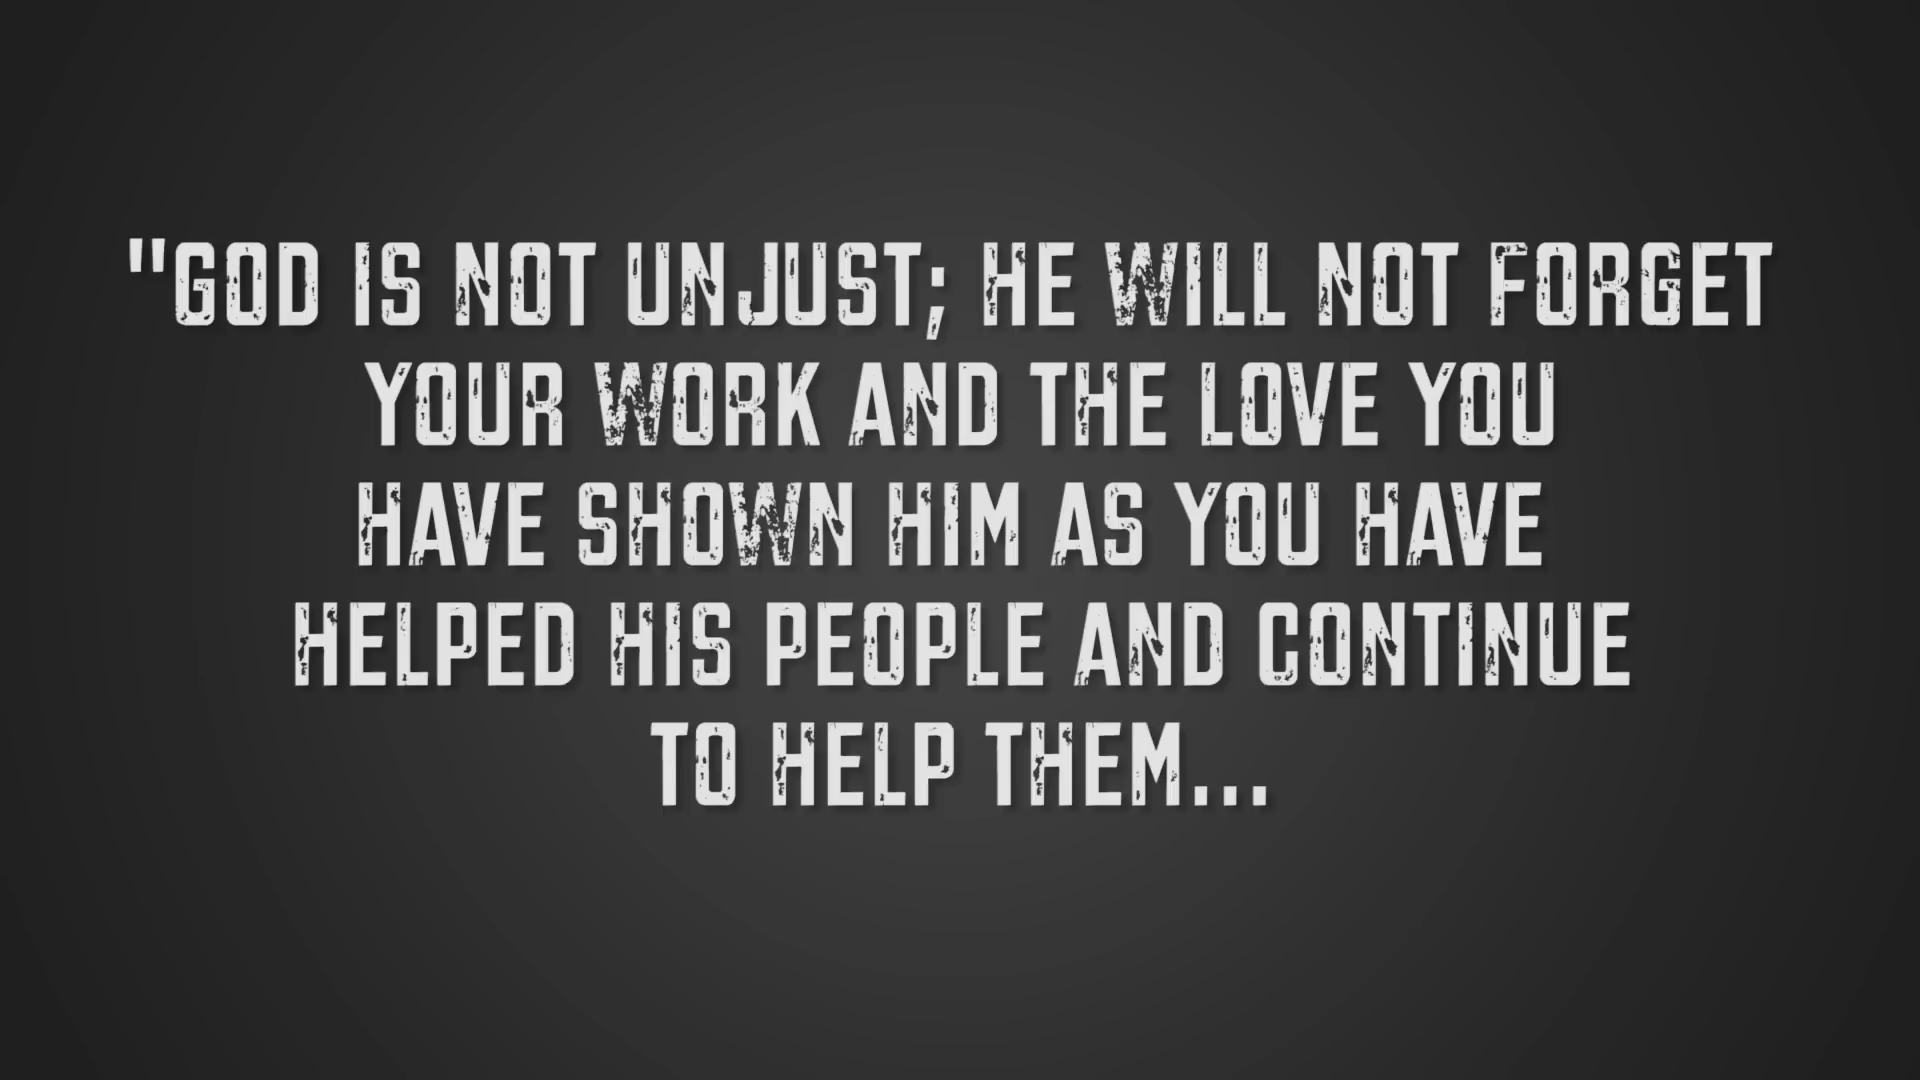 "GOD IS NOT UNJUST; HE WILL NOT FORGET
YOUR WORK AND THE LOVE YOU
HAVE SHOWN HIM AS YOU HAVE
HELPED HIS PEOPLE AND CONTINUE
TO HELP THEM...